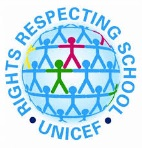 RIGHTS RESPECTING SCHOOL
UNICEF